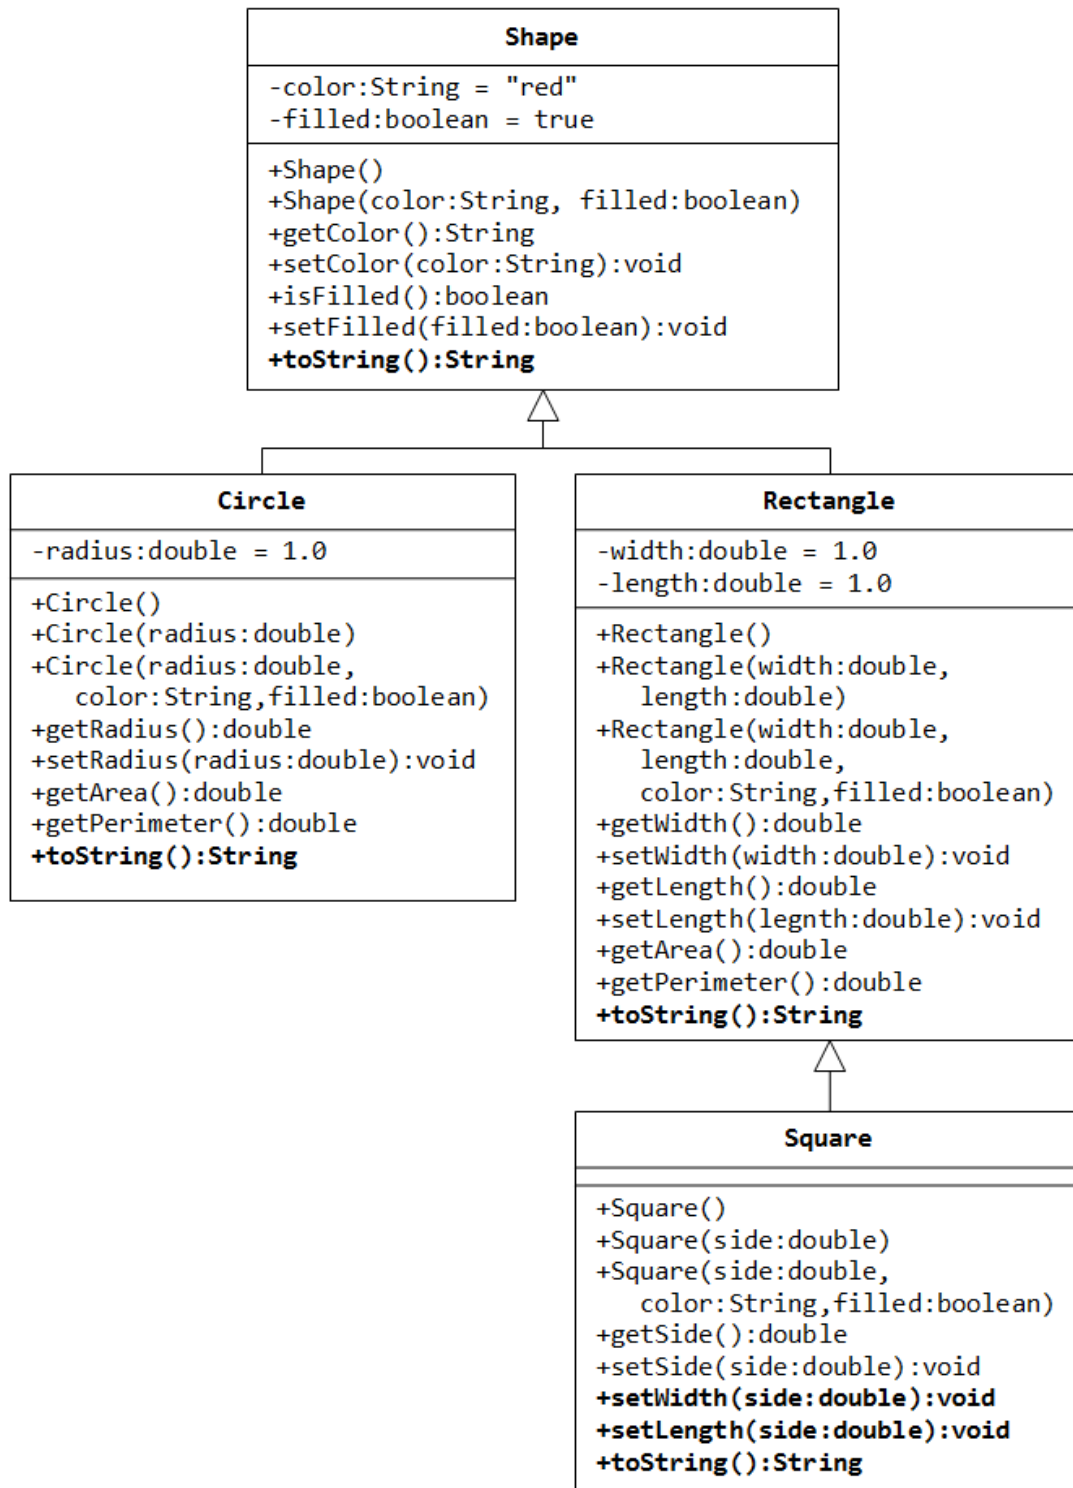 Shape
-color:String = "red"
-filled:boolean = true
+Shape()
+Shape(color:String, filled:boolean)
+getColor():String
+setColor(color:String):void
+isFilled():boolean
+setFilled(filled:boolean):void
+toString():String
Circle
-radius:double = 1.0
+Circle()
+Circle(radius:double)
+Circle(radius:double,
color:String,filled:boolean)
+getRadius():double
+setRadius(radius:double):void
+getArea():double
+getPerimeter():double
+toString():String
Rectangle
-width:double = 1.0
-length:double = 1.0
+Rectangle()
+Rectangle(width:double,
length:double)
+Rectangle(width:double,
length:double,
color:String,filled:boolean)
+getWidth():double
+setWidth(width:double):void
+getLength():double
+setLength(legnth:double):void
+getArea():double
+getPerimeter():double
+toString():String
Square
+Square()
+Square(side:double)
+Square(side:double,
color:String,filled:boolean)
+getSide():double
+setSide(side:double):void
+setWidth(side:double):void
+setLength(side:double):void
+toString():String